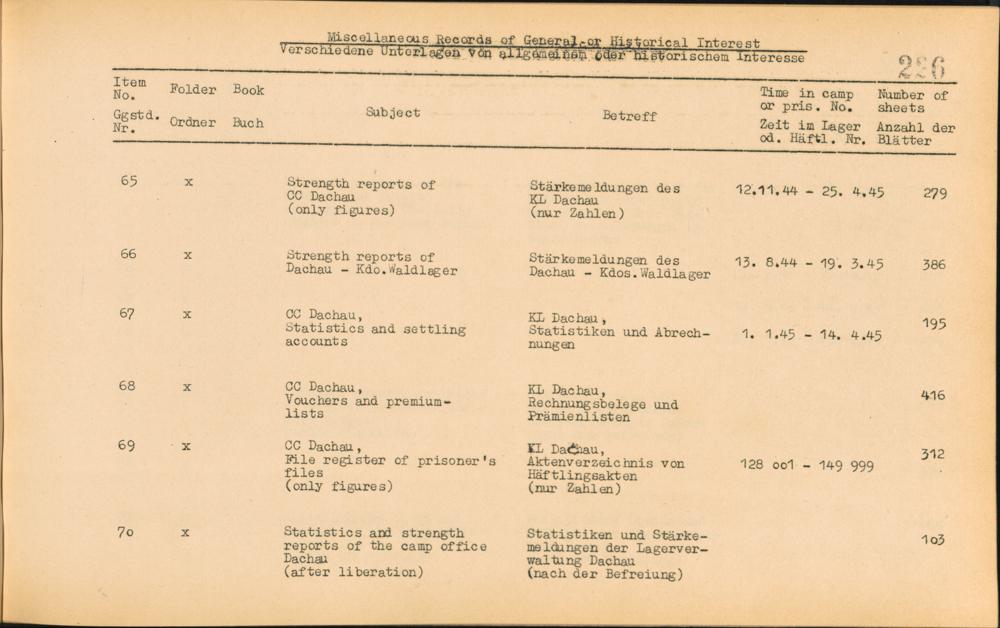 Miscellaneous Records of General or Historical Interest
Verschiedene Unterlagen von allgemeinen oder historischem Interesse
236
Item No. Folder Book Subject Betreff Time in camp or pris. No. Number of sheets
Ggstd. Nr. Ordner Buch Zeit im Lager od. Häftl. Nr. Anzahl der Blätter
65 x Strength reports of Stärkemeldungen des 12.11.44 - 25. 4.45 279
CC Dachau KL Dachau
(only figures) (nur Zahlen)
66 x Strength reports of Stärkemeldungen des 13. 8.44 - 19. 3.45 386
Dachau - Kdo.Waldlager Dachau - Kdos.Waldlager
67 x CC Dachau, KL Dachau, 195
Statistics and settling Statistiken und Abrech- 1. 1.45 - 14. 4.45
accounts nungen
68 x CC Dachau, KL Dachau, 416
Vouchers and premium- Rechnungsbelege und
lists Prämienlisten
69 x CC Dachau, KL Dachau, 312
File register of prisoner's Aktenverzeichnis von 128 oo1 - 149 999
files Häftlingsakten
(only figures) (nur Zahlen)
7o x Statistics and strength Statistiken und Stärke- 1o3
reports of the camp office meldungen der Lagerver-
Dachau waltung Dachau
(after liberation) (nach der Befreiung)